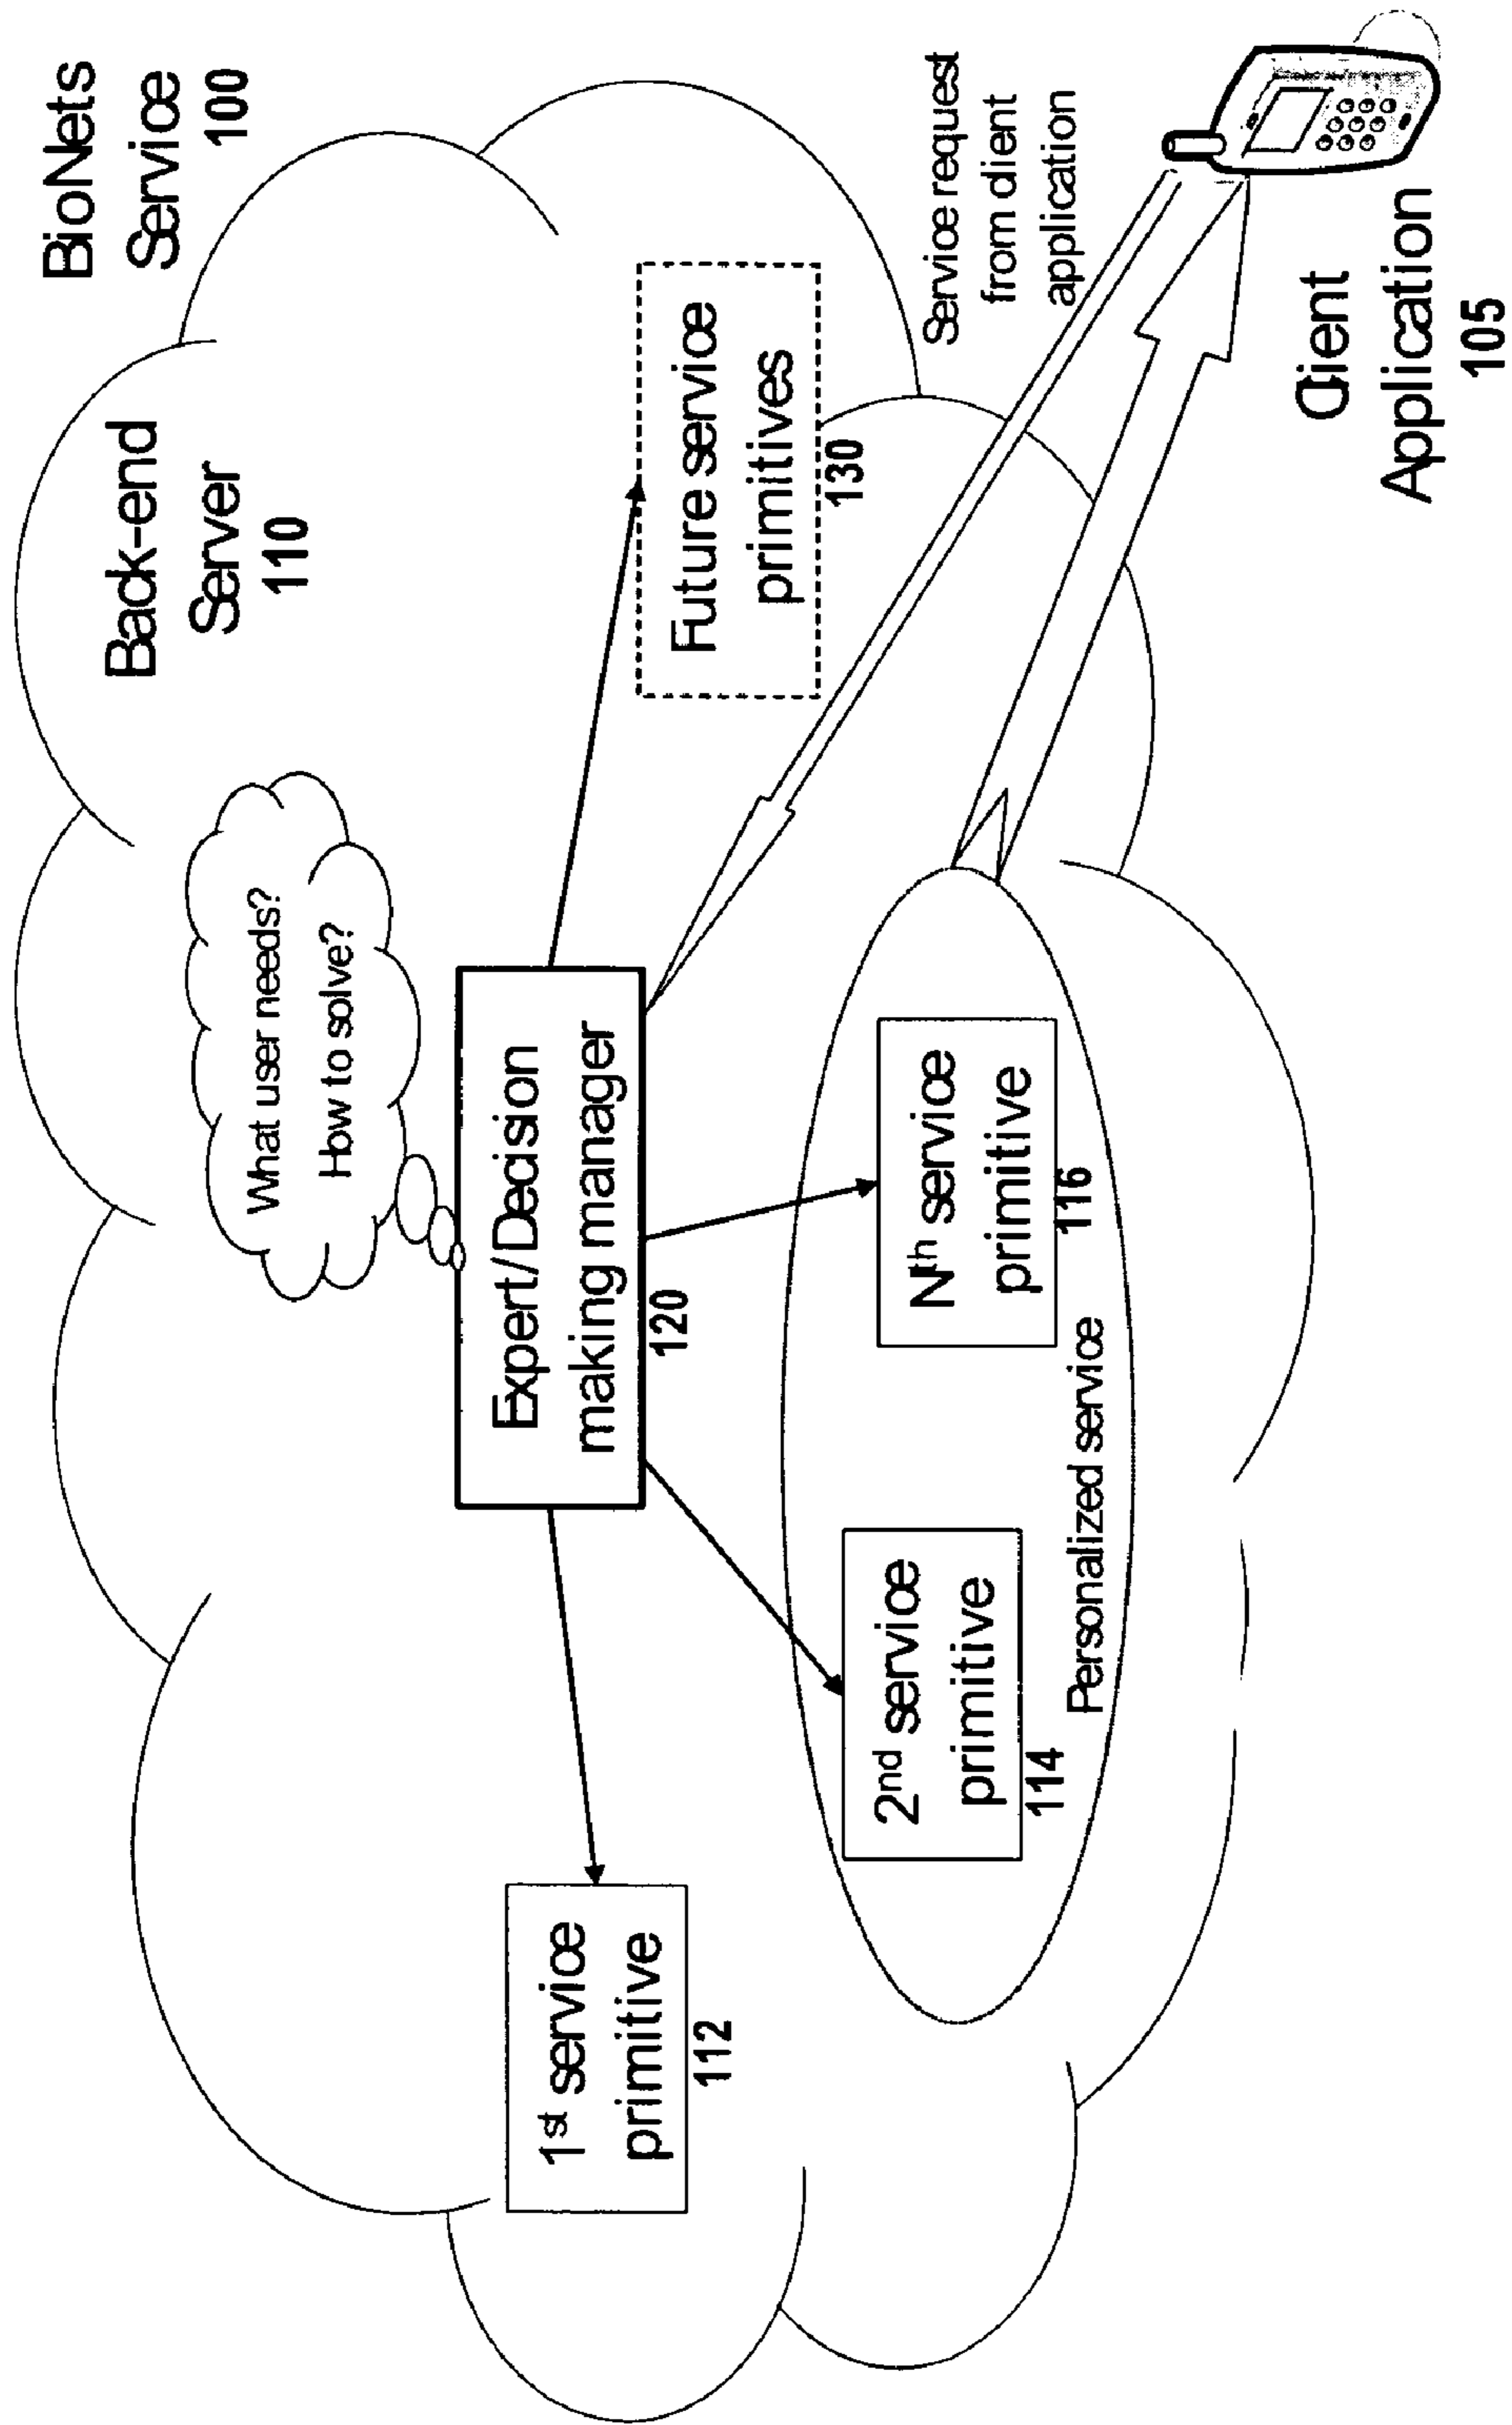 BioNets
Service
100
Back-end
Server
110
What user needs?
How to solve?
Expert/Decision
making manager
120
1st service
primitive
112
2nd service
primitive
114
Nth service
primitive
116
Personalized service
Future service
primitives
130
Service request
from client
application
Client
Application
105